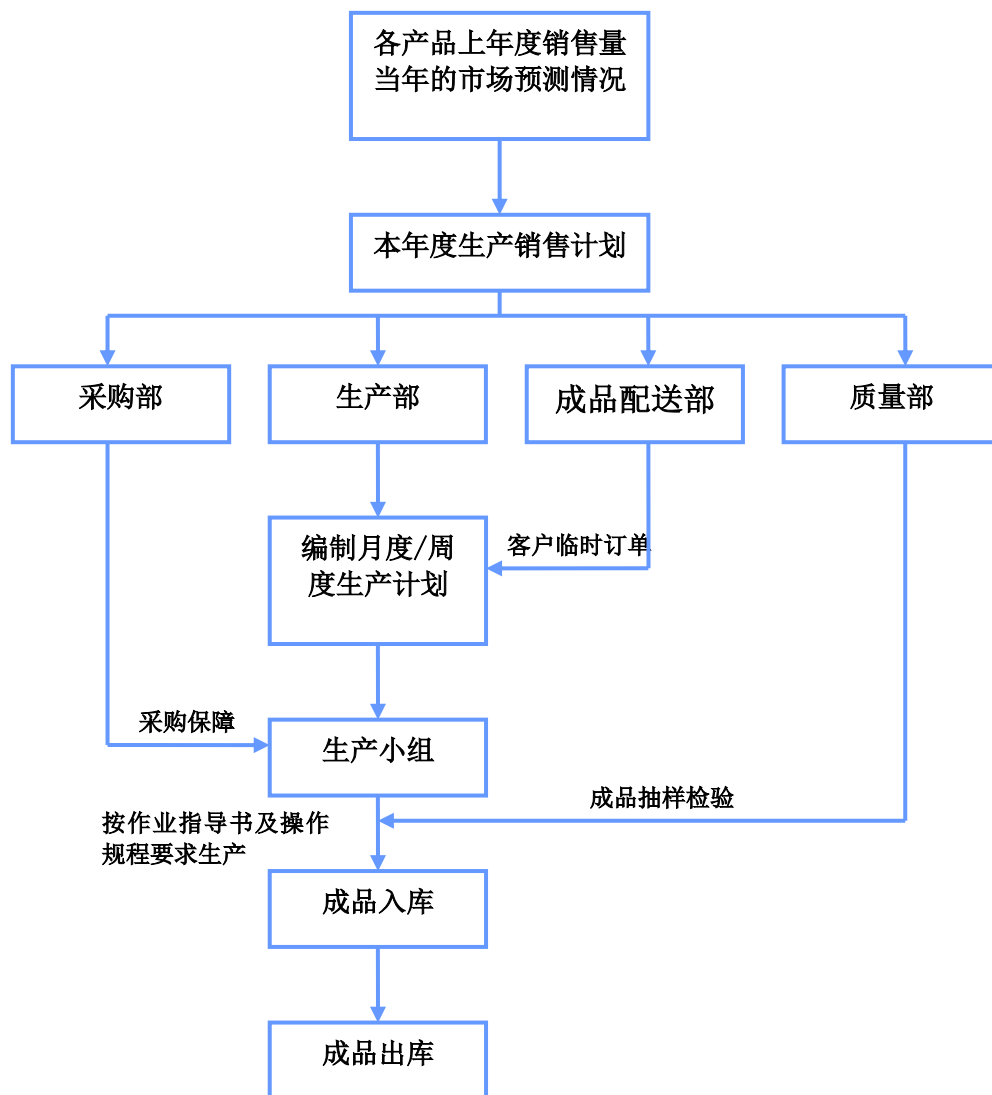 各产品上年度销售量
当年的市场预测情况
本年度生产销售计划
采购部
生产部
成品配送部
质量部
编制月度/周
度生产计划
客户临时订单
采购保障
生产小组
成品抽样检验
按作业指导书及操作
规程要求生产
成品入库
成品出库